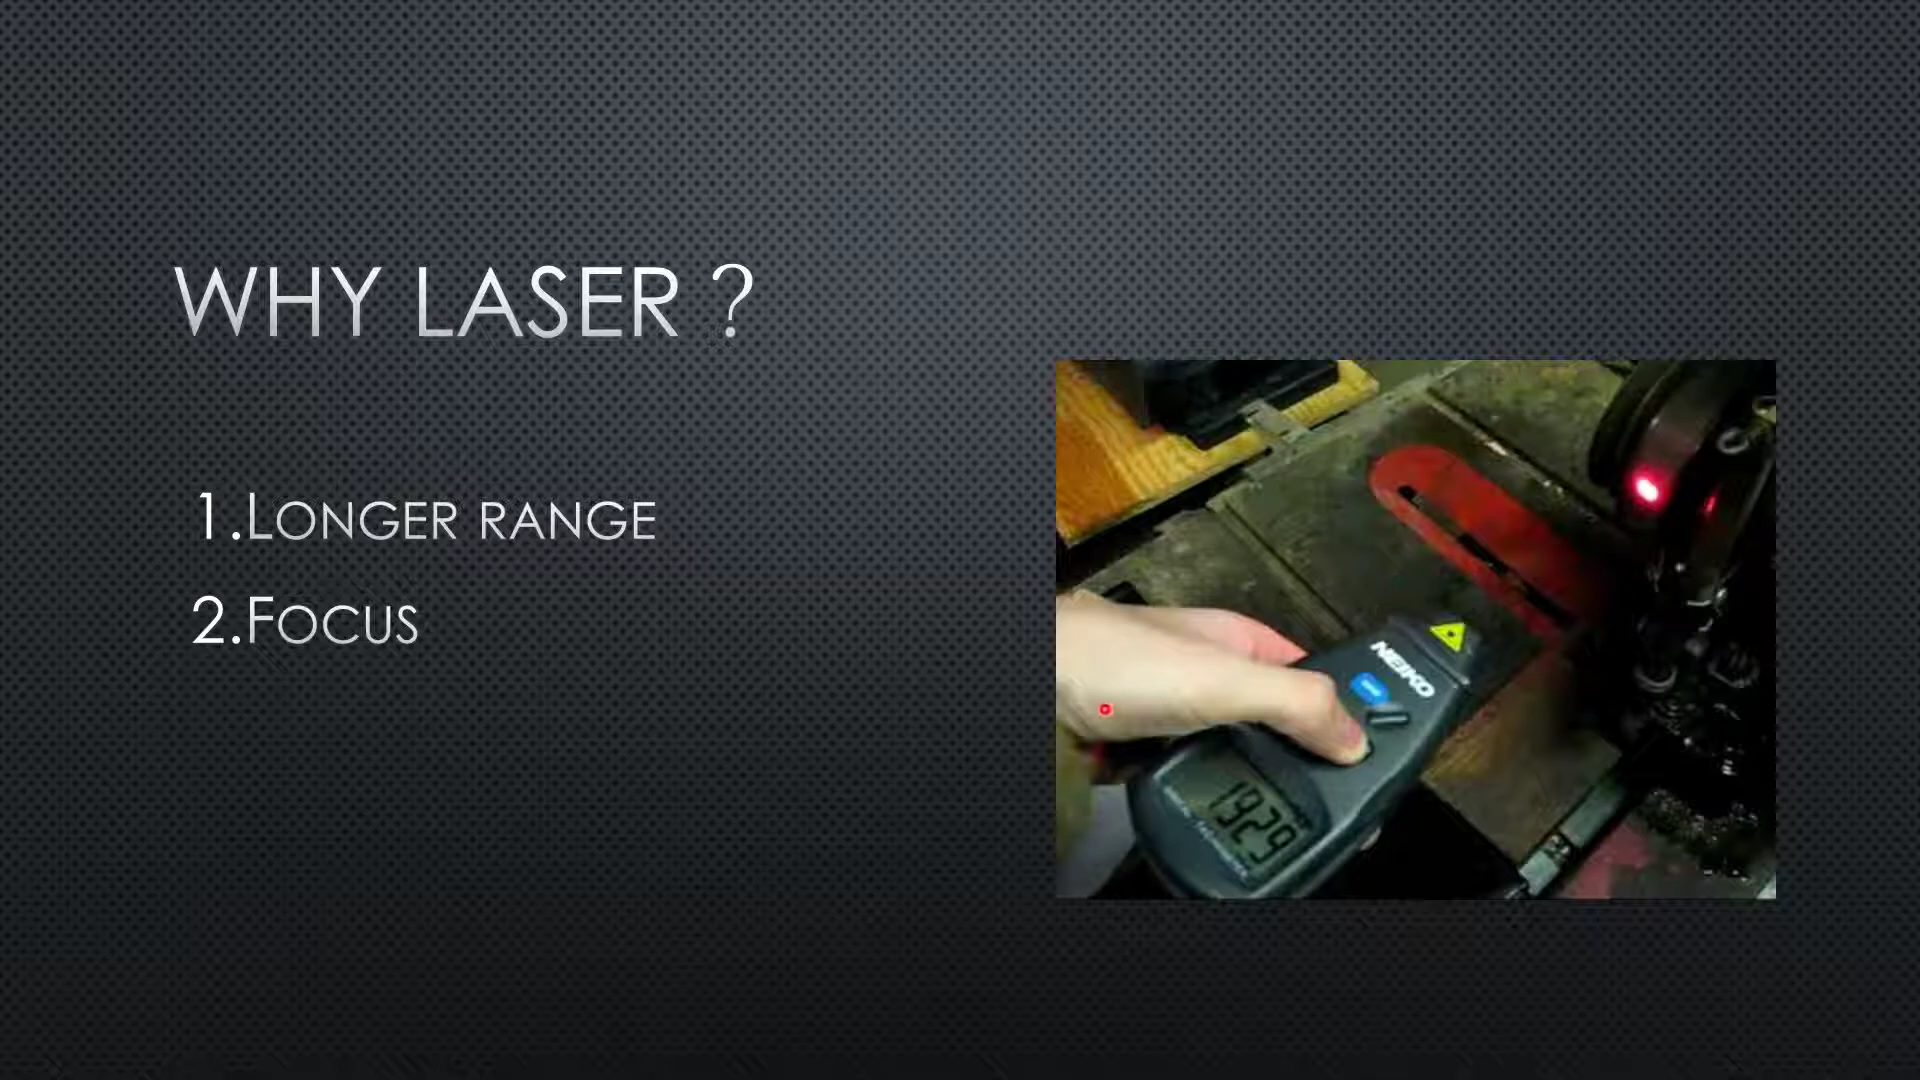 WHY LASER ?
1.LONGER RANGE
2.FOCUS
NEIKO
1929